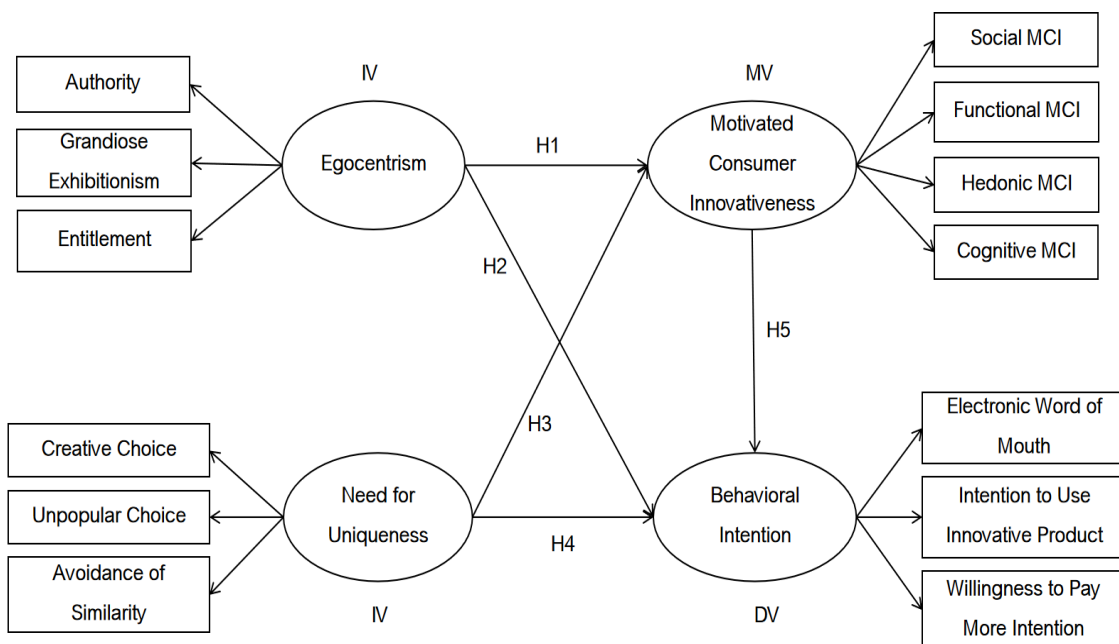 IV
MV
Authority
Grandiose
Exhibitionism
Entitlement
Egocentrism
H1
Motivated
Consumer
Innovativeness
Social MCI
Functional MCI
Hedonic MCI
Cognitive MCI
H2
H5
H3
Creative Choice
Unpopular Choice
Avoidance of
Similarity
Need for
Uniqueness
H4
Behavioral
Intention
Electronic Word of
Mouth
Intention to Use
Innovative Product
Willingness to Pay
More Intention
IV
DV